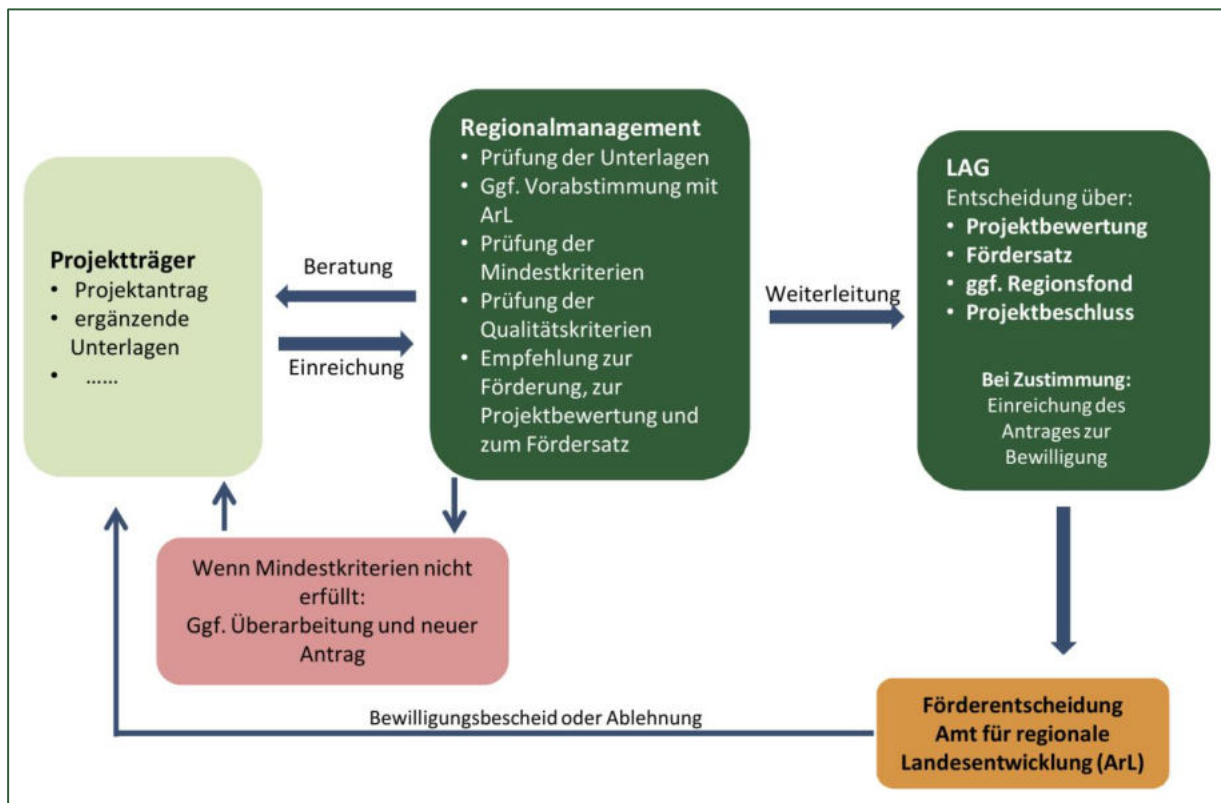 Projektträger
• Projektantrag
• ergänzende
Unterlagen
• ......
Beratung
Einreichung
Regionalmanagement
• Prüfung der Unterlagen
• Ggf. Vorabstimmung mit
ArL
• Prüfung der
Mindestkriterien
• Prüfung der
Qualitätskriterien
• Empfehlung zur
Förderung, zur
Projektbewertung und
zum Fördersatz
Weiterleitung
LAG
Entscheidung über:
• Projektbewertung
• Fördersatz
• ggf. Regionsfond
• Projektbeschluss
Bei Zustimmung:
Einreichung des
Antrages zur
Bewilligung
Wenn Mindestkriterien nicht
erfüllt:
Ggf. Überarbeitung und neuer
Antrag
Bewilligungsbescheid oder Ablehnung
Förderentscheidung
Amt für regionale
Landesentwicklung (ArL)